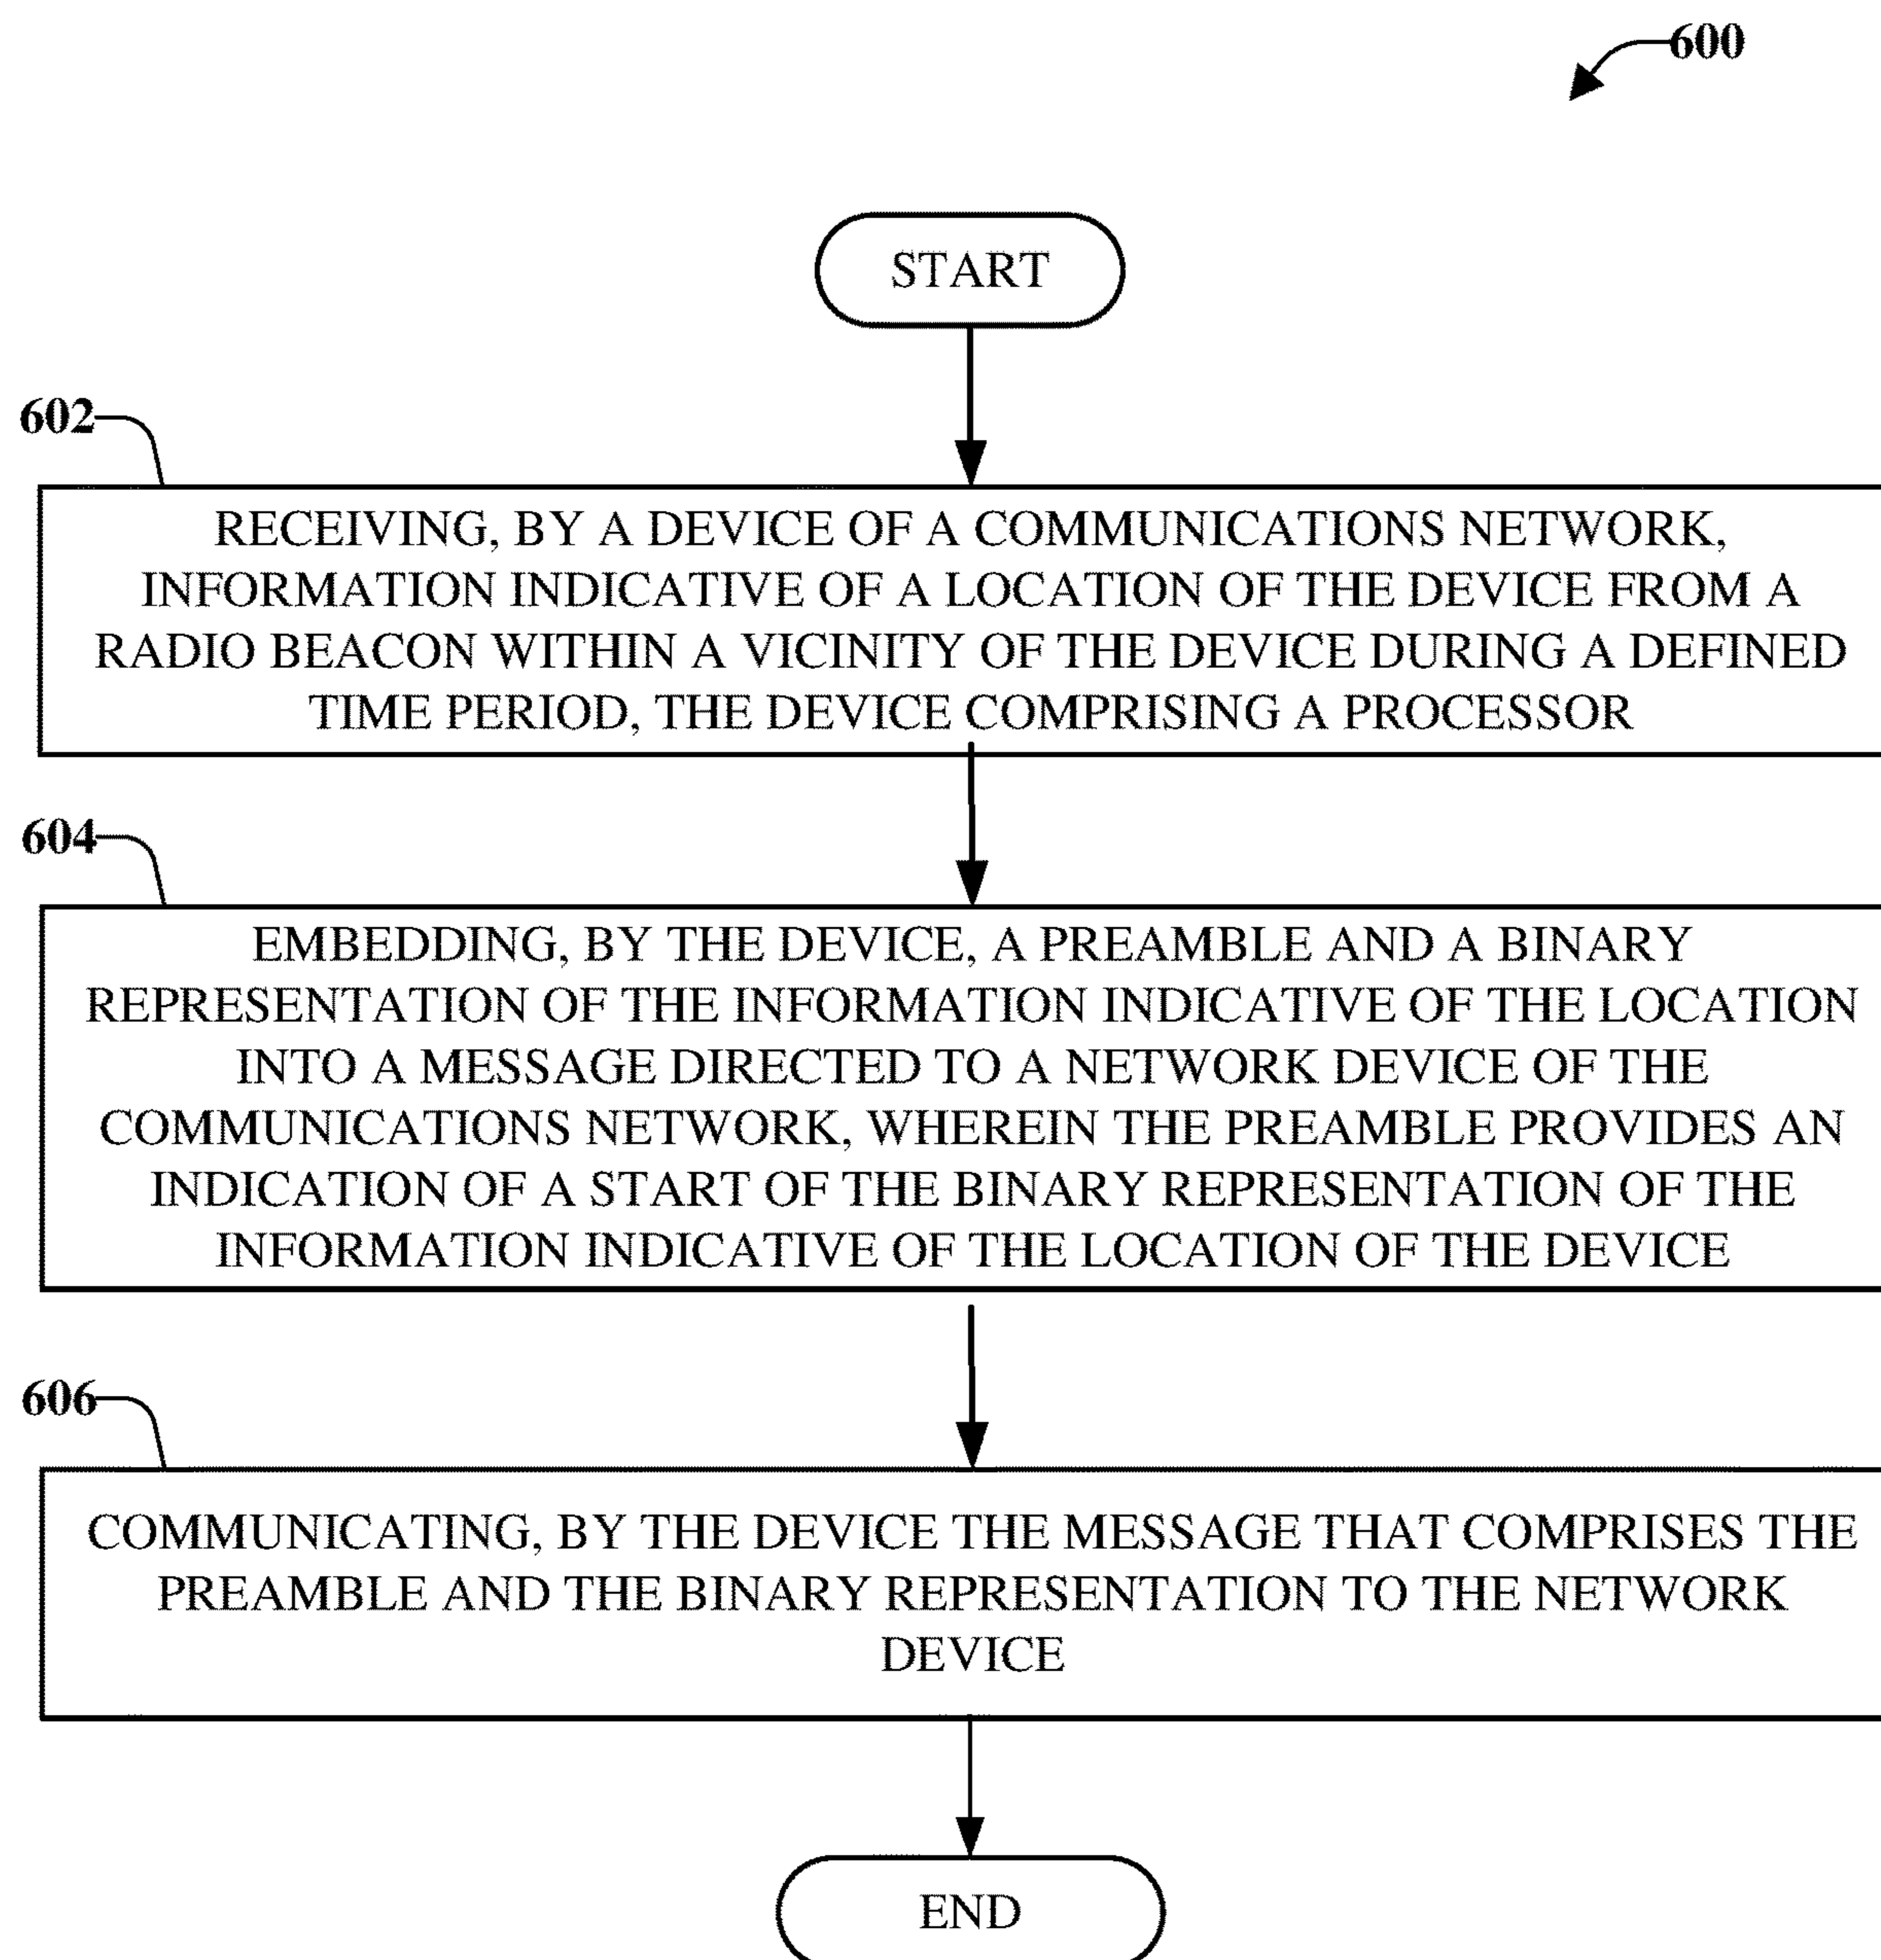 600
START
602
RECEIVING, BY A DEVICE OF A COMMUNICATIONS NETWORK,
INFORMATION INDICATIVE OF A LOCATION OF THE DEVICE FROM A
RADIO BEACON WITHIN A VICINITY OF THE DEVICE DURING A DEFINED
TIME PERIOD, THE DEVICE COMPRISING A PROCESSOR
604
EMBEDDING, BY THE DEVICE, A PREAMBLE AND A BINARY
REPRESENTATION OF THE INFORMATION INDICATIVE OF THE LOCATION
INTO A MESSAGE DIRECTED TO A NETWORK DEVICE OF THE
COMMUNICATIONS NETWORK, WHEREIN THE PREAMBLE PROVIDES AN
INDICATION OF A START OF THE BINARY REPRESENTATION OF THE
INFORMATION INDICATIVE OF THE LOCATION OF THE DEVICE
606
COMMUNICATING, BY THE DEVICE THE MESSAGE THAT COMPRISES THE
PREAMBLE AND THE BINARY REPRESENTATION TO THE NETWORK
DEVICE
END